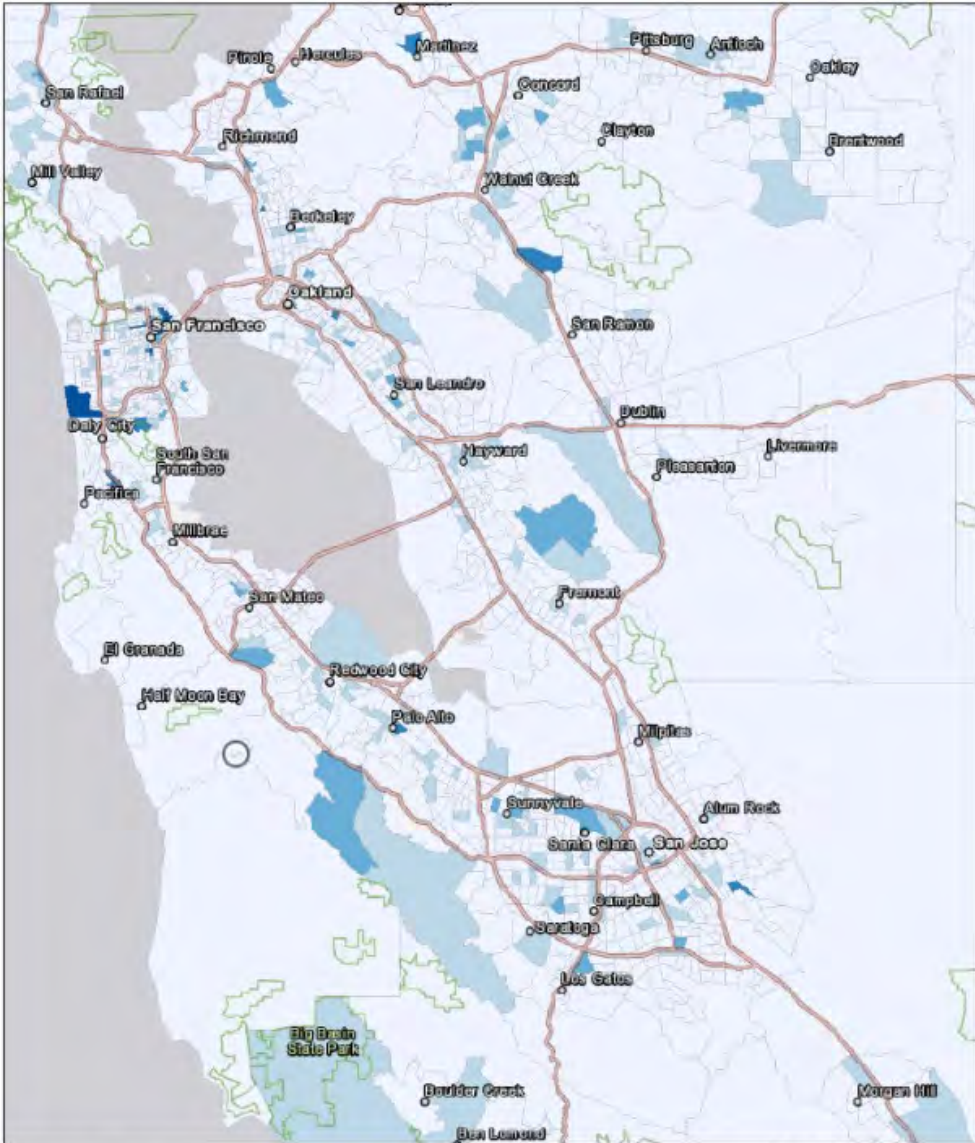 Pinole
Hercules
Martinez
Pittsburg
Antioch
Oakley
San Rafael
Concord
Richmond
Clayton
Brentwood
Mill Valley
Walnut Creek
Berkeley
Oakland
San Francisco
San Ramon
San Leandro
Daly City
Dublin
South San
Francisco
Hayward
Livermore
Pleasanton
Pacifica
Millbrae
San Mateo
Fremont
El Granada
Redwood City
Half Moon Bay
Palo Alto
Milpitas
Sunnyvale
Alum Rock
Santa Clara
San Jose
Campbell
Saratoga
Los Gatos
Big Basin
State Park
Boulder Creek
Morgan Hill
Ben Lomond